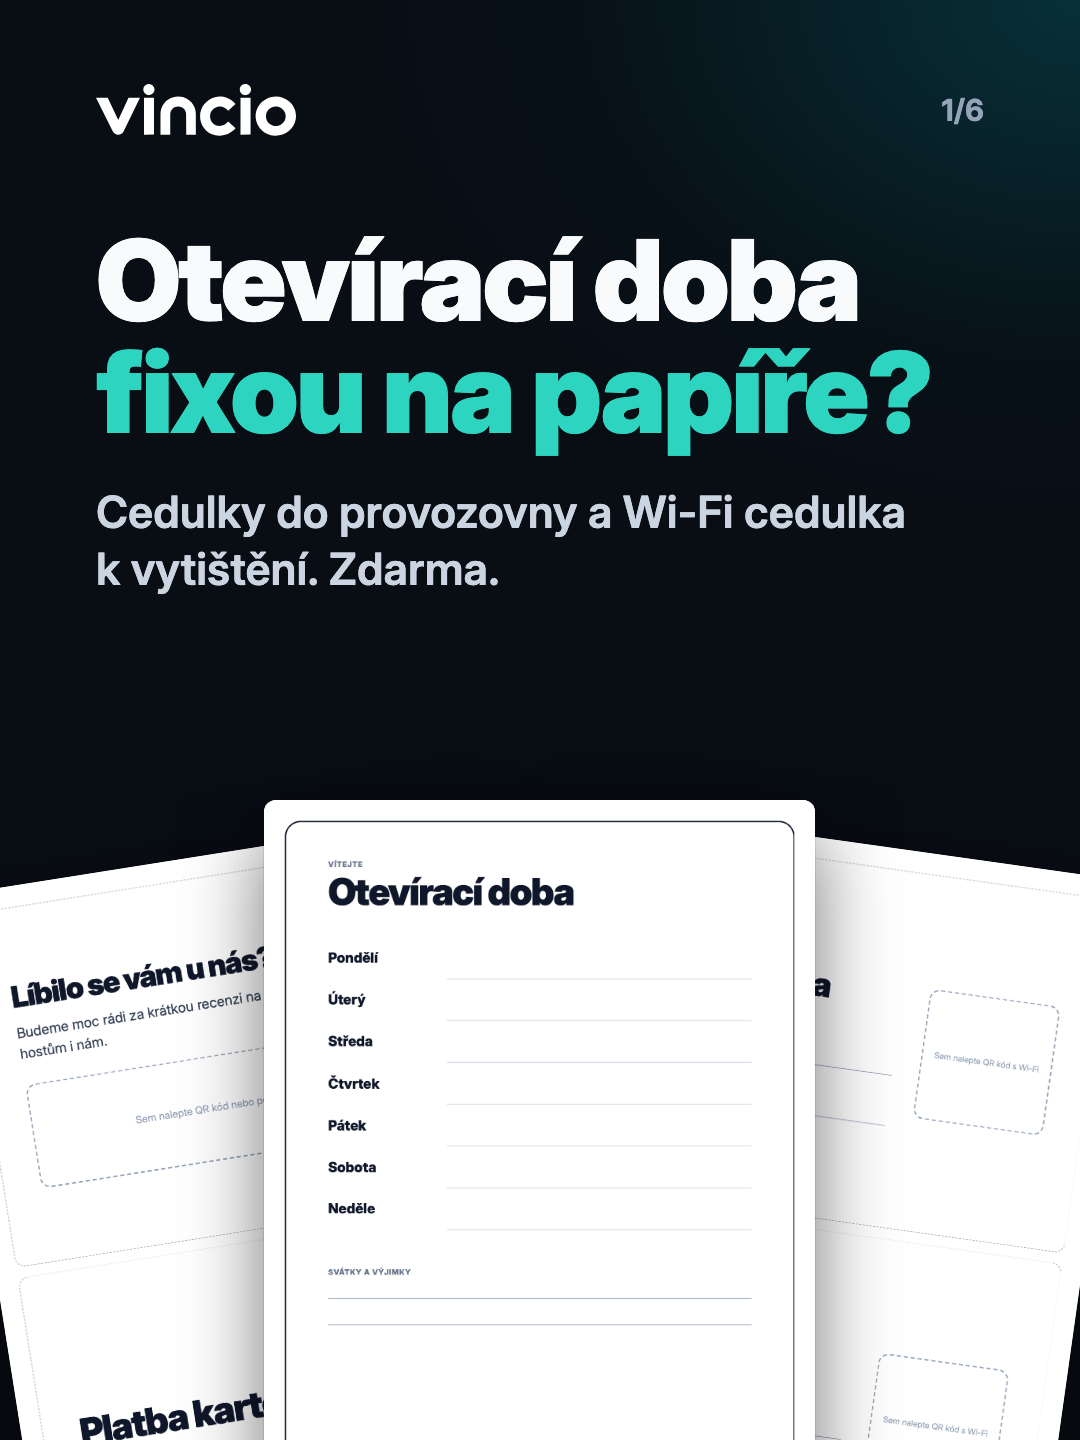 vincio
1/6
Otevírací doba
fixou na papíře?
Cedulky do provozovny a Wi-Fi cedulka
k vytištění. Zdarma.
VÍTEJTE
Otevírací doba
Pondělí
Úterý
Středa
Čtvrtek
Pátek
Sobota
Neděle
SVÁTKY A VÝJIMKY
Líbilo se vám u nás?
Budeme moc rádi za krátkou recenzi na
hostům i nám.
Sem nalepte QR kód nebo
Platba
a
Sem nalepte QR kód s Wi-Fi
Sem nalepte QR kód s Wi-Fi